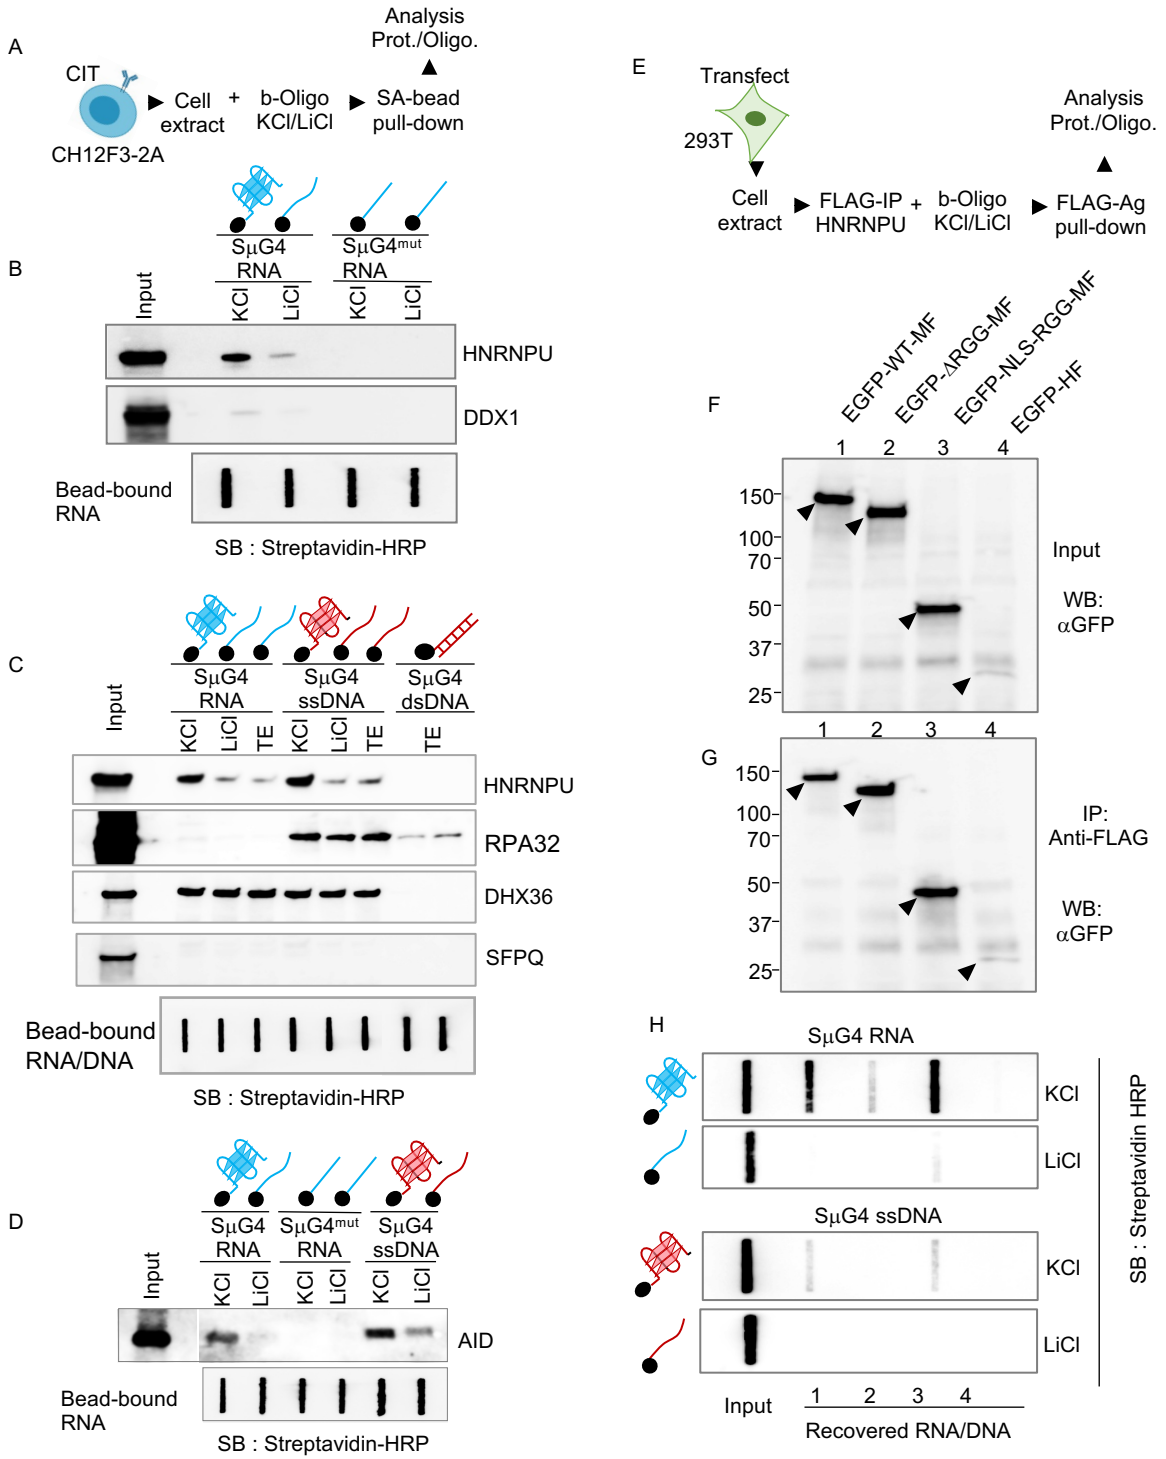 A
CIT
CH12F3-2A
Cell
extract
+
b-Oligo
KCl/LiCl
SA-bead
pull-down
Analysis
Prot./Oligo.
B
Input
SμG4
RNA
SμG4mut
RNA
KCl
LiCl
KCl
LiCl
HNRNPU
DDX1
Bead-bound
RNA
SB : Streptavidin-HRP
C
Input
SμG4
RNA
SμG4
ssDNA
SμG4
dsDNA
KCl
LiCl
TE
KCl
LiCl
TE
TE
HNRNPU
RPA32
DHX36
SFPQ
Bead-bound
RNA/DNA
SB : Streptavidin-HRP
D
Input
SμG4
RNA
SμG4mut
RNA
SμG4
ssDNA
KCl
LiCl
KCl
LiCl
KCl
LiCl
AID
Bead-bound
RNA
SB : Streptavidin-HRP
E
Transfect
293T
Cell
extract
FLAG-IP
HNRNPU
+
b-Oligo
KCl/LiCl
FLAG-Ag
pull-down
Analysis
Prot./Oligo.
F
EGFP-WT-MF
EGFP-ΔRGG-MF
EGFP-NLS-RGG-MF
EGFP-HF
1 2 3 4
150
100
70
50
37
25
Input
WB:
αGFP
G
1 2 3 4
150
100
70
50
37
25
IP:
Anti-FLAG
WB:
αGFP
H
SμG4 RNA
KCl
LiCl
SμG4 ssDNA
KCl
LiCl
Input
1 2 3 4
Recovered RNA/DNA
SB : Streptavidin HRP